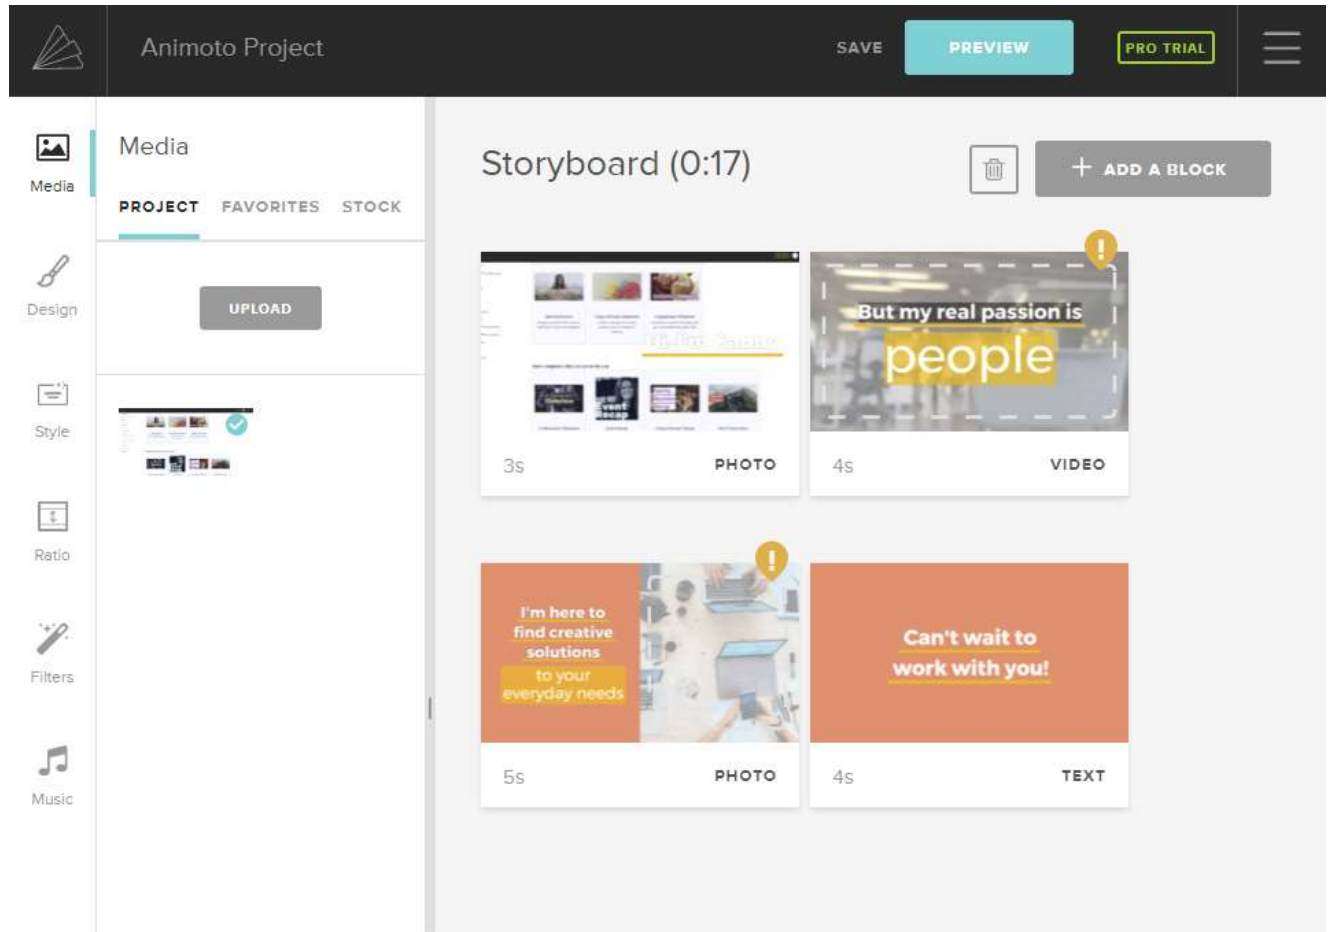 Animoto Project
SAVE
PREVIEW
PRO TRIAL
Media
Design
Style
Ratio
Filters
Music
Media
PROJECT FAVORITES STOCK
UPLOAD
Storyboard (0:17)
+ ADD A BLOCK
Event
Recap
3s PHOTO
!
But my real passion is
people
4s VIDEO
!
I'm here to
find creative
solutions
to your
everyday needs
5s PHOTO
Can't wait to
work with you!
4s TEXT